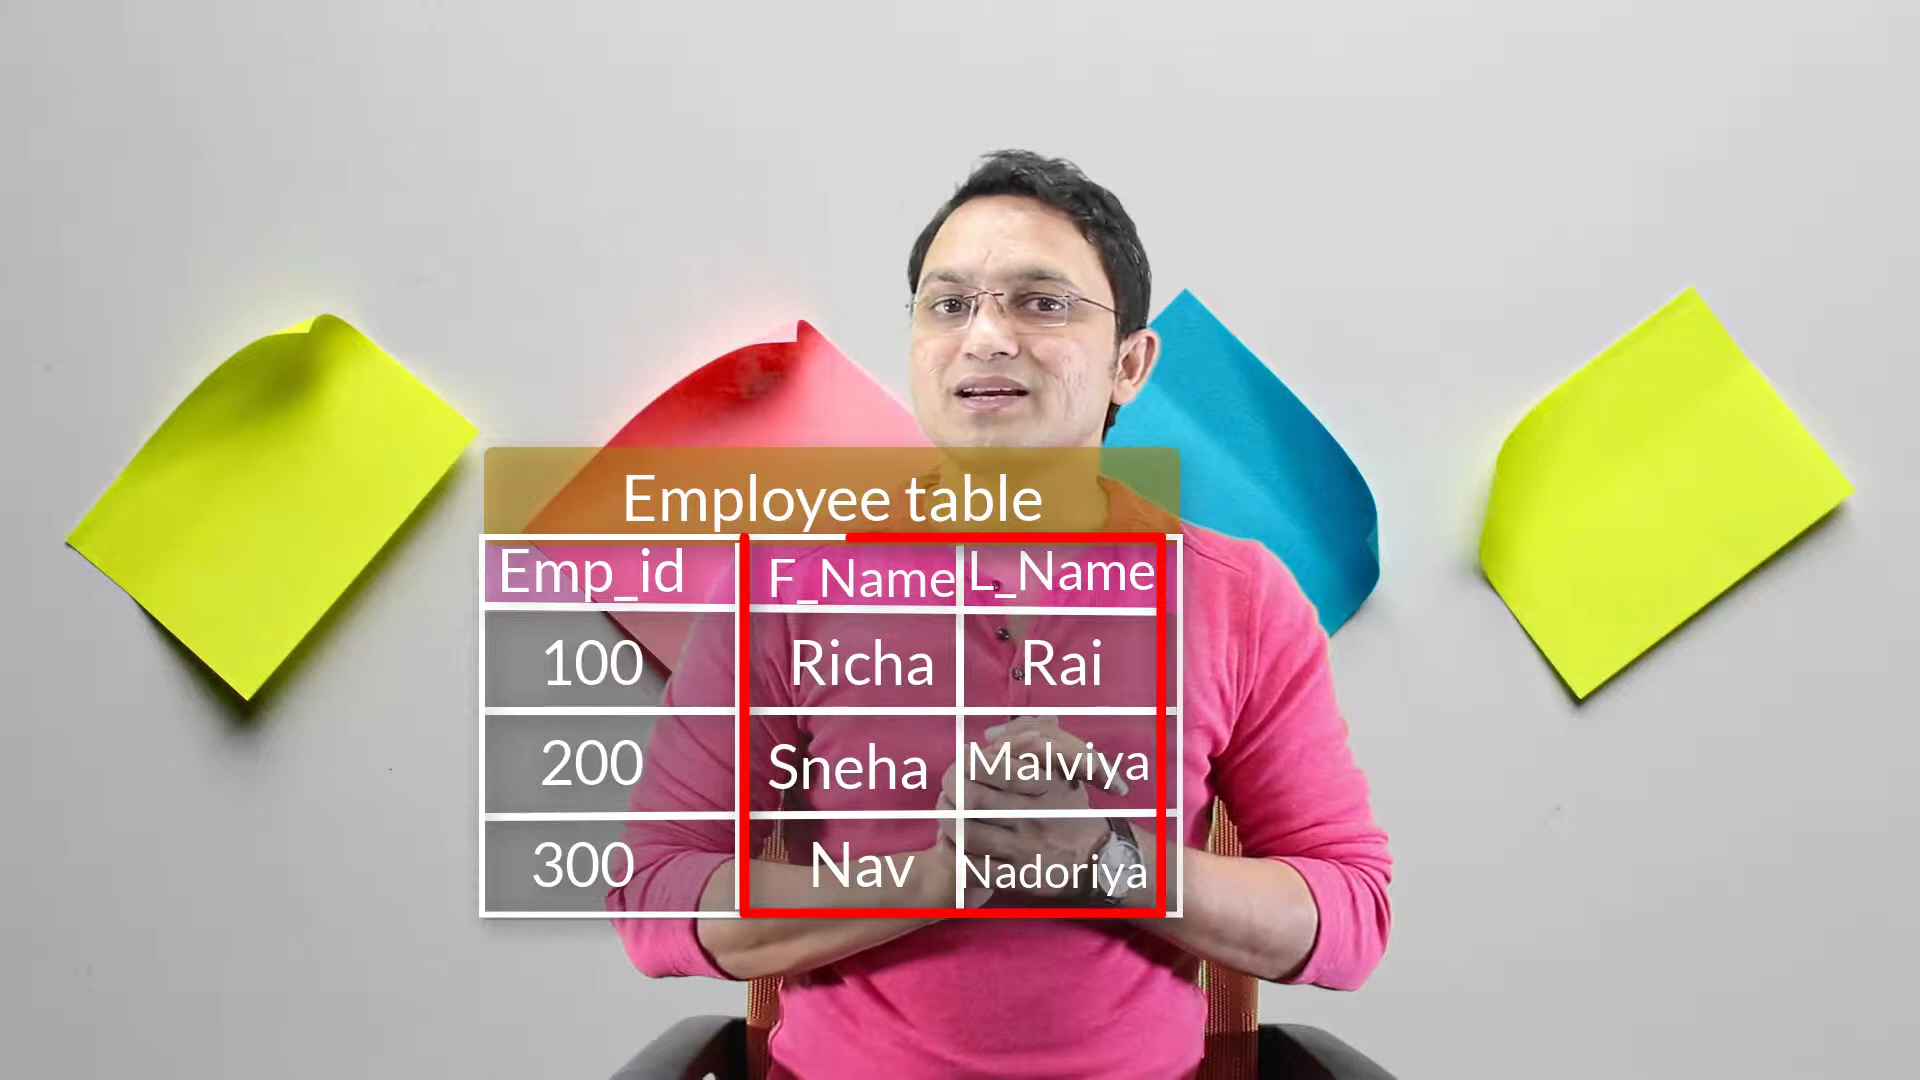 Employee table
Emp_id F_Name L_Name
100 Richa Rai
200 Sneha Malviya
300 Nav Nadoriya